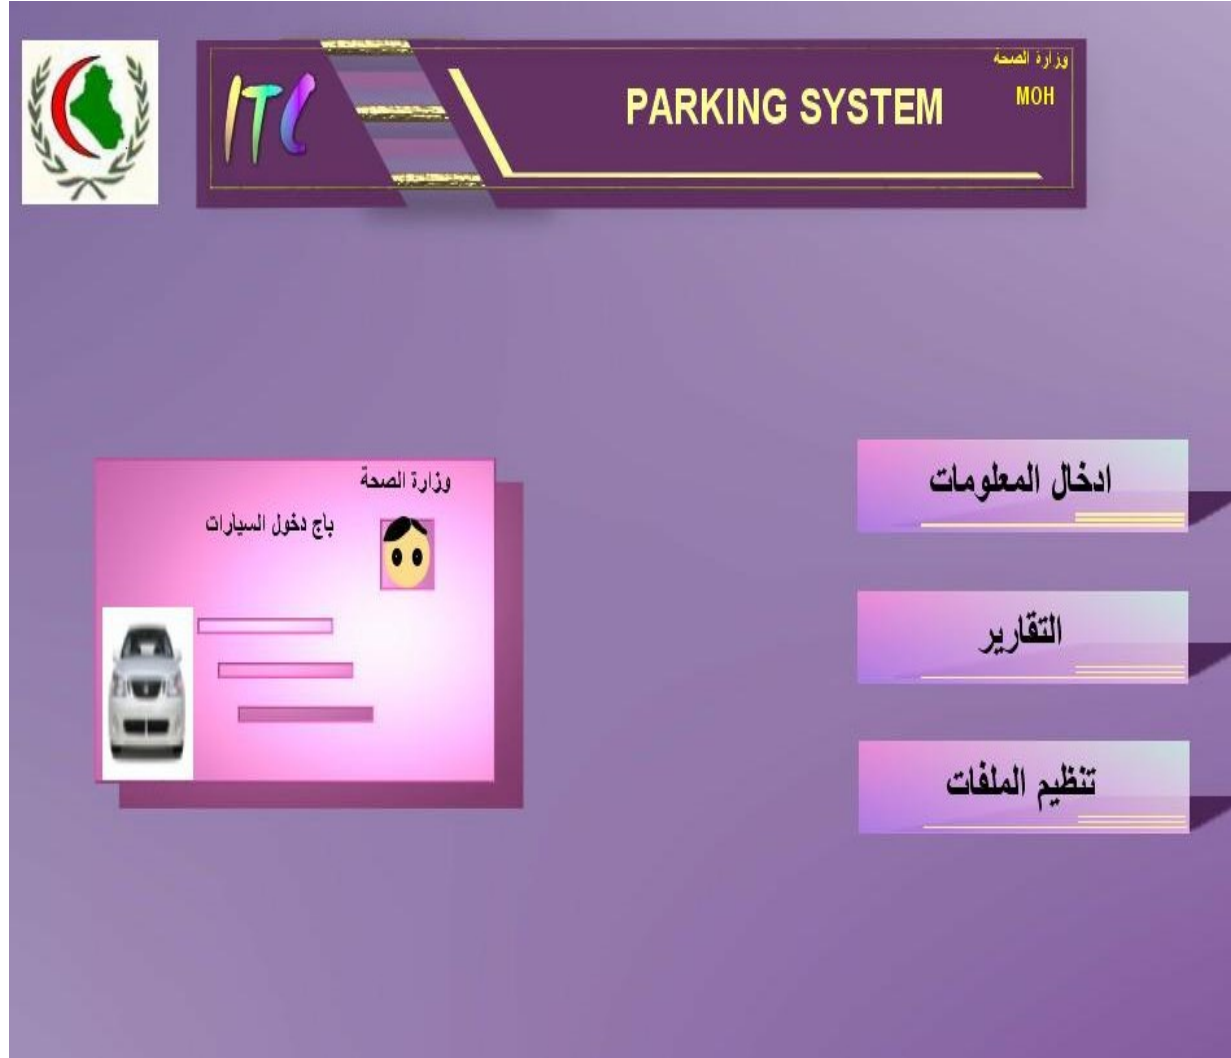 وزارة الصحة
MOH
ITC
PARKING SYSTEM
وزارة الصحة
باج دخول السيارات
ادخال المعلومات
التقارير
تنظيم الملفات